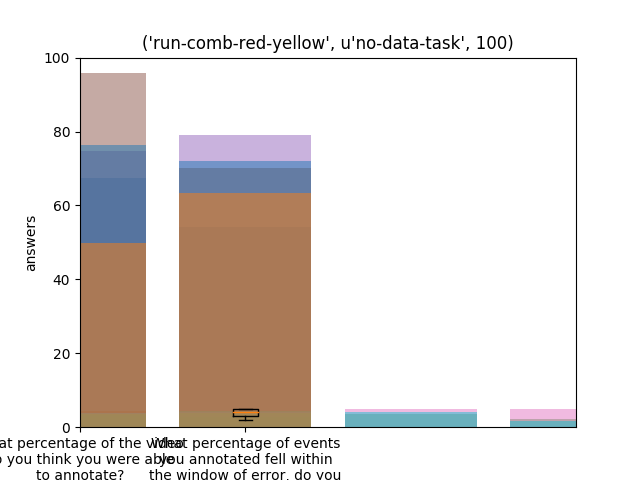 ('run-comb-red-yellow', u'no-data-task', 100)
100
80
60
40
20
0
answers
at percentage of the video
o you think you were able
to annotate?
What percentage of events
you annotated fell within
the window of error, do you